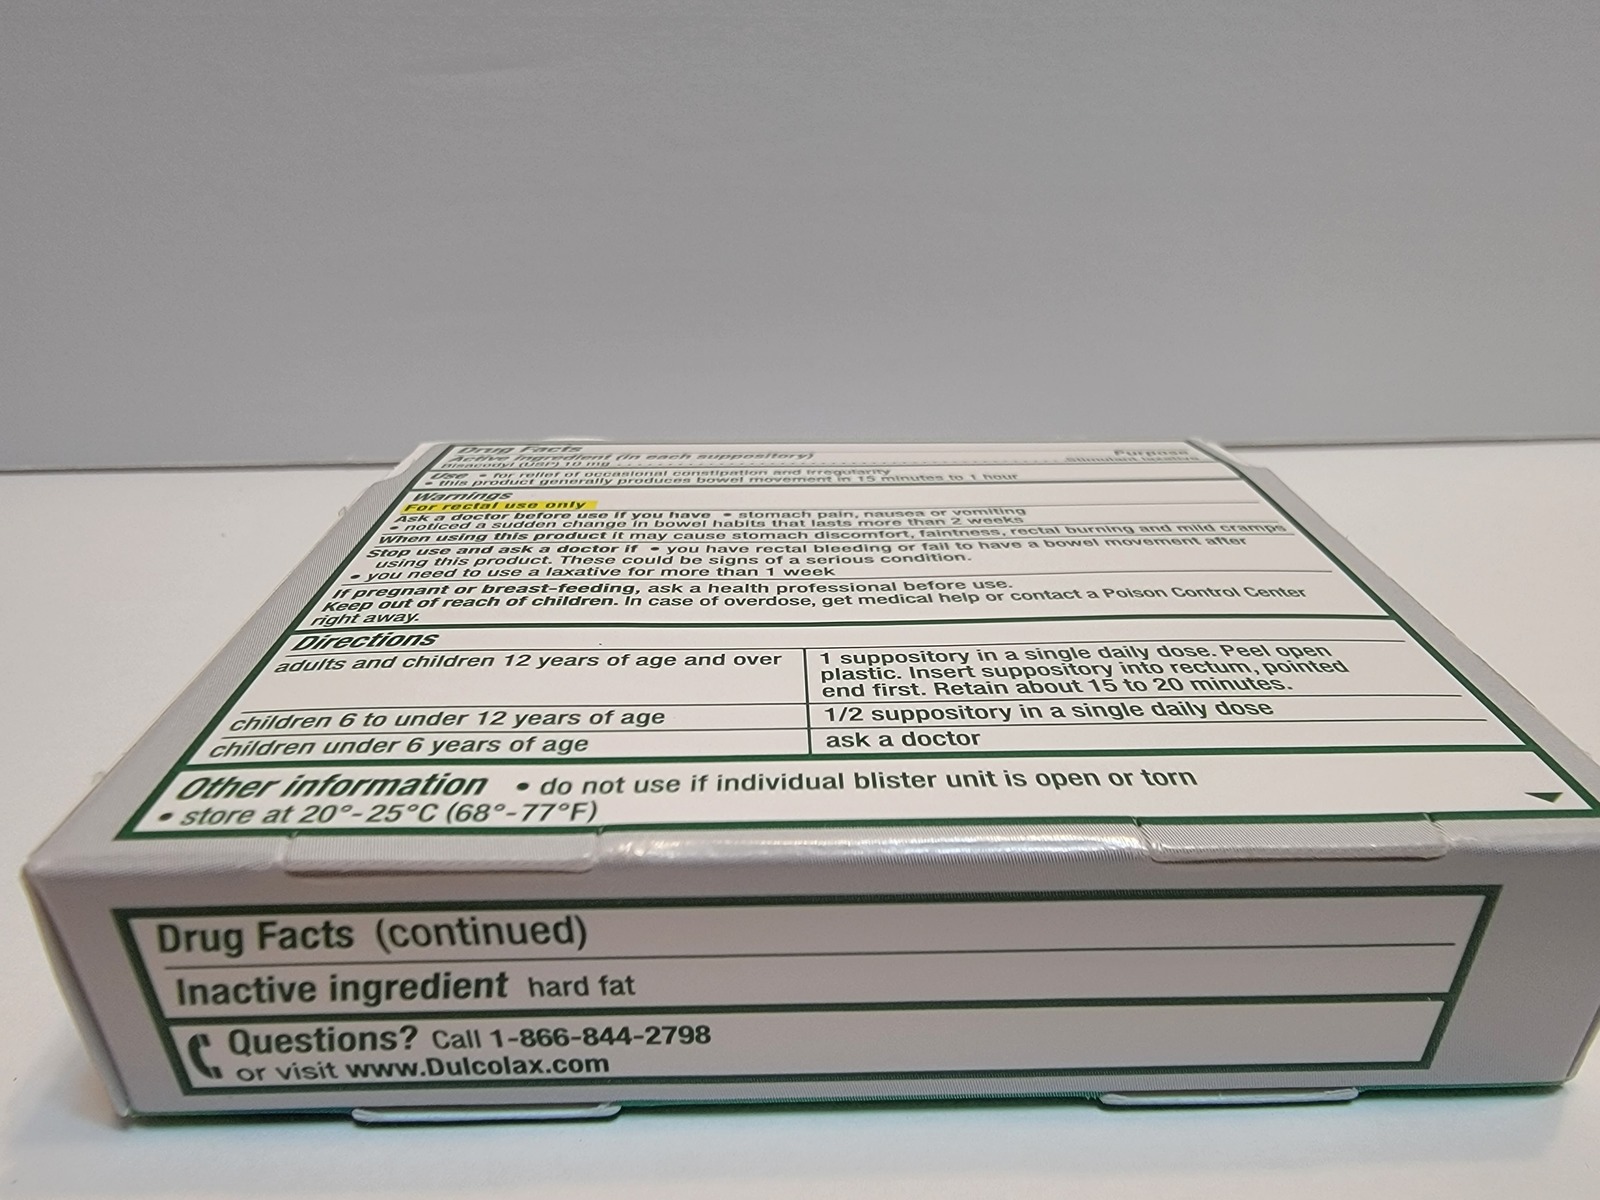 Drug Facts
Active ingredient (in each suppository) Purpose
Bisacodyl (USP) 10 mg Stimulant laxative
Use • for relief of occasional constipation and irregularity
• this product generally produces bowel movement in 15 minutes to 1 hour
Warnings
For rectal use only
Ask a doctor before use if you have • stomach pain, nausea or vomiting
• noticed a sudden change in bowel habits that lasts more than 2 weeks
When using this product it may cause stomach discomfort, faintness, rectal burning and mild cramps
Stop use and ask a doctor if • you have rectal bleeding or fail to have a bowel movement after
using this product. These could be signs of a serious condition.
• you need to use a laxative for more than 1 week
If pregnant or breast-feeding, ask a health professional before use.
Keep out of reach of children. In case of overdose, get medical help or contact a Poison Control Center
right away.
Directions
adults and children 12 years of age and over
1 suppository in a single daily dose. Peel open
plastic. Insert suppository into rectum, pointed
end first. Retain about 15 to 20 minutes.
children 6 to under 12 years of age
1/2 suppository in a single daily dose
children under 6 years of age
ask a doctor
Other information • do not use if individual blister unit is open or torn
• store at 20°-25°C (68°-77°F)
Drug Facts (continued)
Inactive ingredient hard fat
Questions? Call 1-866-844-2798
or visit www.Dulcolax.com